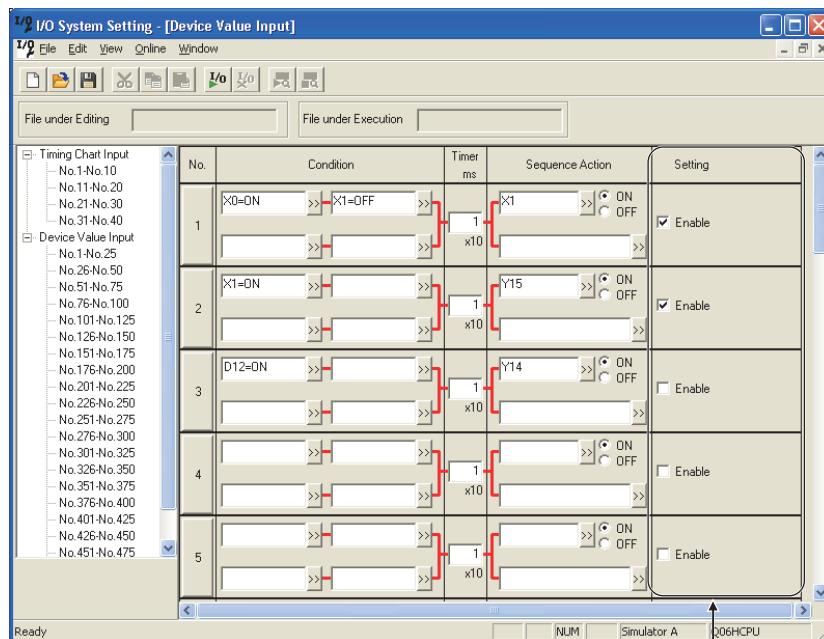 I/O System Setting - [Device Value Input]
File Edit View Online Window
I/O I/O
File under Editing File under Execution
Timing Chart Input
No.1-No.10
No.11-No.20
No.21-No.30
No.31-No.40
Device Value Input
No.1-No.25
No.26-No.50
No.51-No.75
No.76-No.100
No.101-No.125
No.126-No.150
No.151-No.175
No.176-No.200
No.201-No.225
No.226-No.250
No.251-No.275
No.276-No.300
No.301-No.325
No.326-No.350
No.351-No.375
No.376-No.400
No.401-No.425
No.426-No.450
No.451-No.475
No. Condition Timer ms Sequence Action Setting
1 X0=ON >> X1=OFF >> 1 x10 X1 >> ON OFF Enable
>> >> >>
2 X1=ON >> >> 1 x10 Y15 >> ON OFF Enable
>> >> >>
3 D12=ON >> >> 1 x10 Y14 >> ON OFF Enable
>> >> >>
4 >> >> 1 x10 >> ON OFF Enable
>> >> >>
5 >> >> 1 x10 >> ON OFF Enable
>> >> >>
Ready NUM Simulator A Q06HCPU